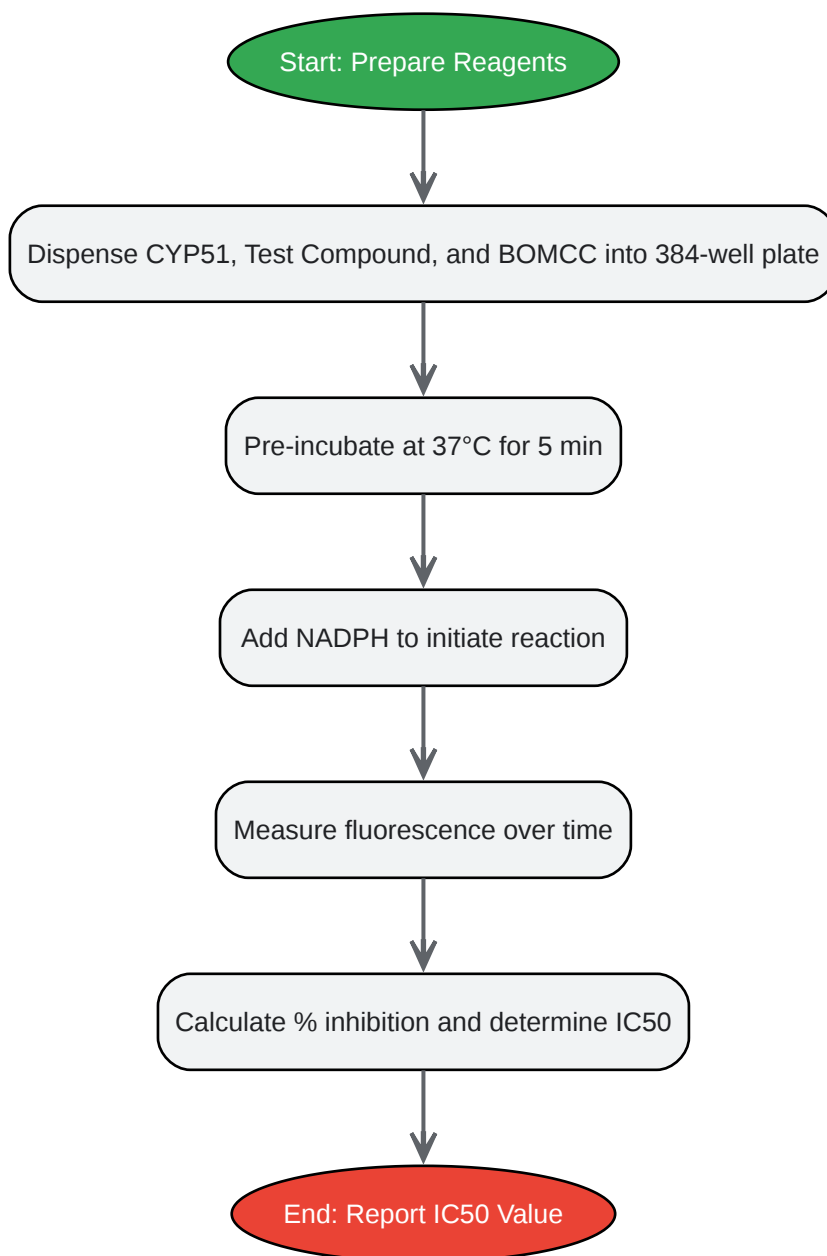 Start: Prepare Reagents
Dispense CYP51, Test Compound, and BOMCC into 384-well plate
Pre-incubate at 37°C for 5 min
Add NADPH to initiate reaction
Measure fluorescence over time
Calculate % inhibition and determine IC50
End: Report IC50 Value